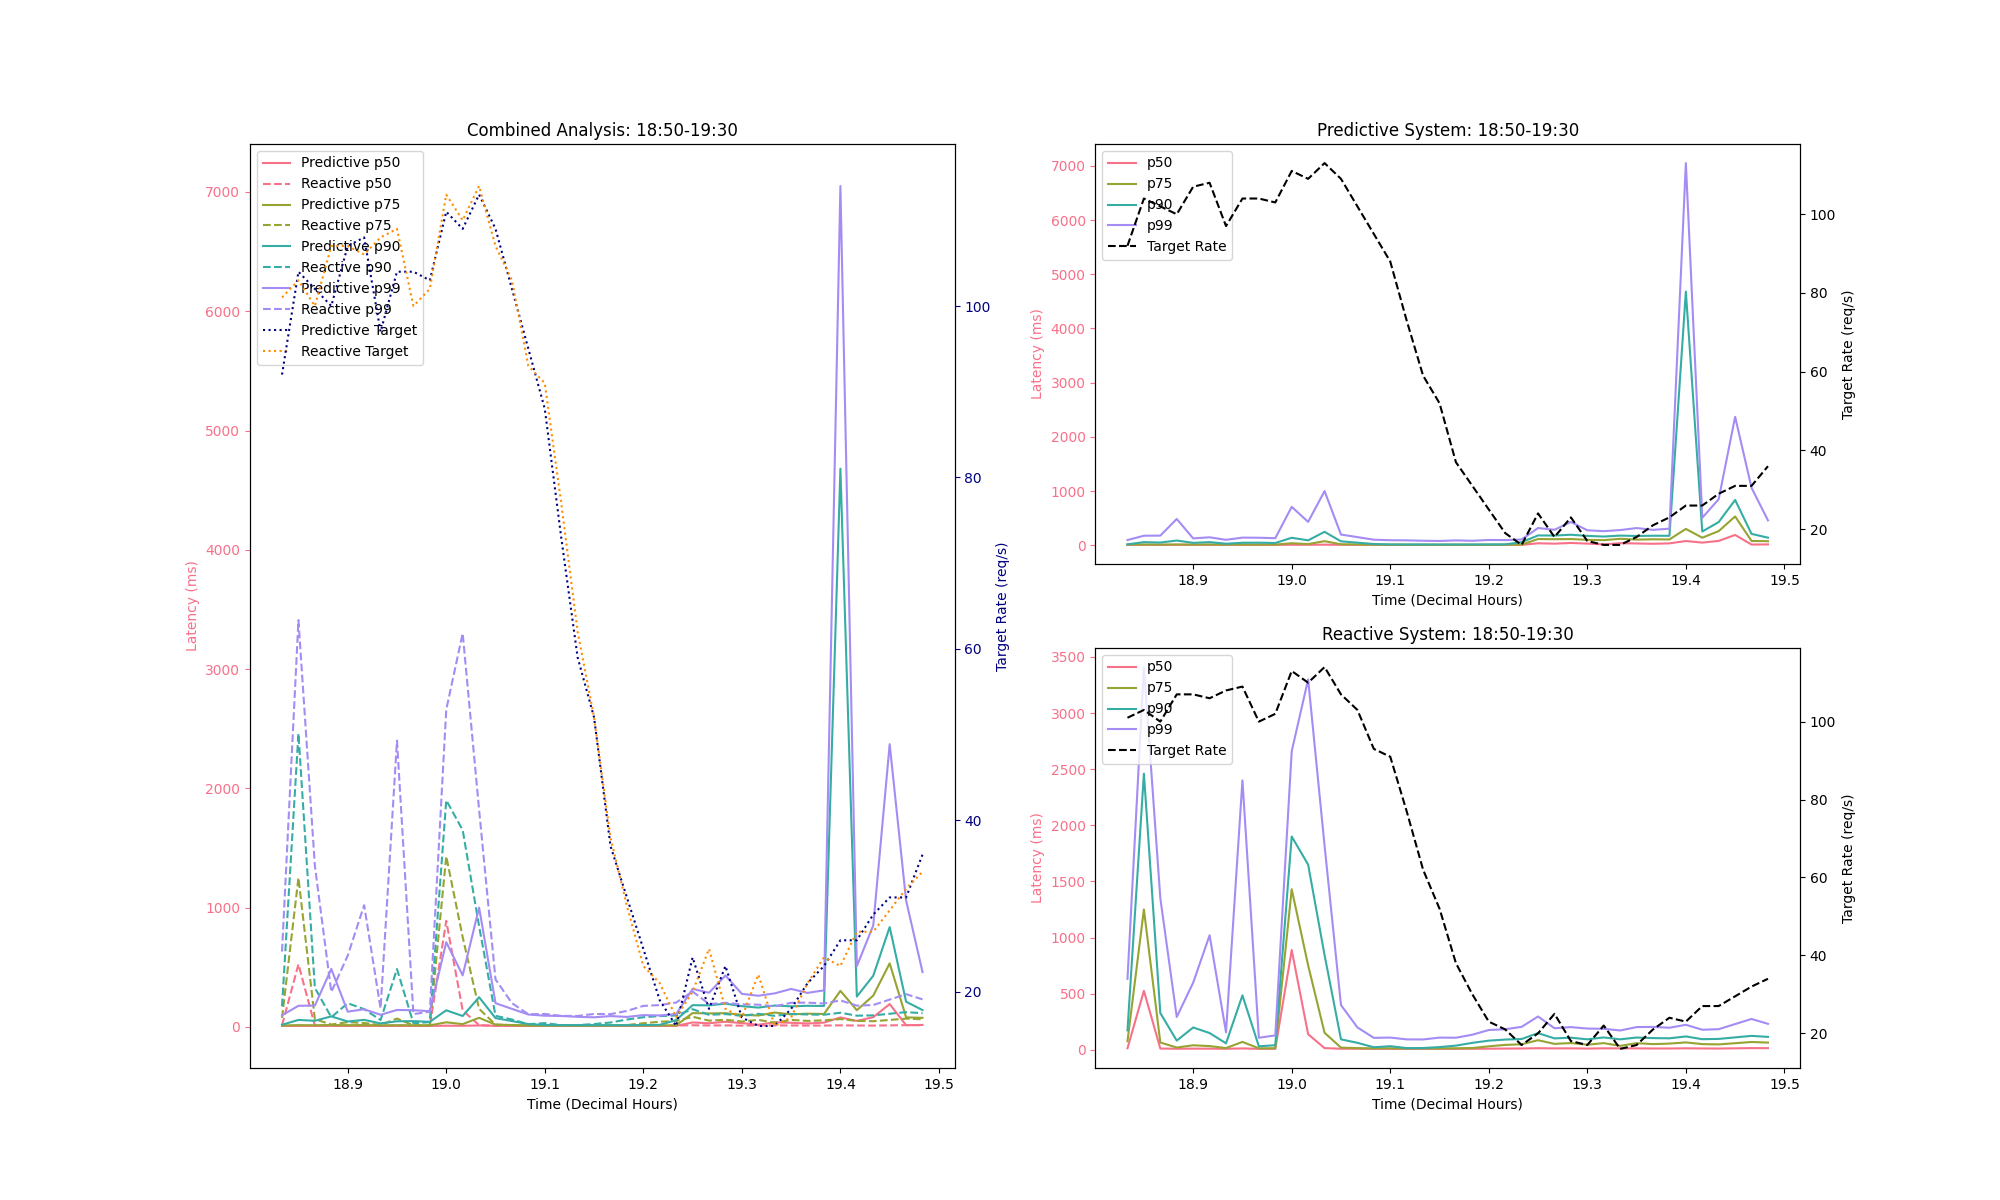 Combined Analysis: 18:50-19:30
Predictive p50
Reactive p50
Predictive p75
Reactive p75
Predictive p90
Reactive p90
Predictive p99
Reactive p99
Predictive Target
Reactive Target
7000
6000
5000
4000
3000
2000
1000
0
Latency (ms)
100
80
60
40
20
Target Rate (req/s)
18.9 19.0 19.1 19.2 19.3 19.4 19.5
Time (Decimal Hours)
Predictive System: 18:50-19:30
p50
p75
p90
p99
Target Rate
7000
6000
5000
4000
3000
2000
1000
0
Latency (ms)
100
80
60
40
20
Target Rate (req/s)
18.9 19.0 19.1 19.2 19.3 19.4 19.5
Time (Decimal Hours)
Reactive System: 18:50-19:30
p50
p75
p90
p99
Target Rate
3500
3000
2500
2000
1500
1000
500
0
Latency (ms)
100
80
60
40
20
Target Rate (req/s)
18.9 19.0 19.1 19.2 19.3 19.4 19.5
Time (Decimal Hours)